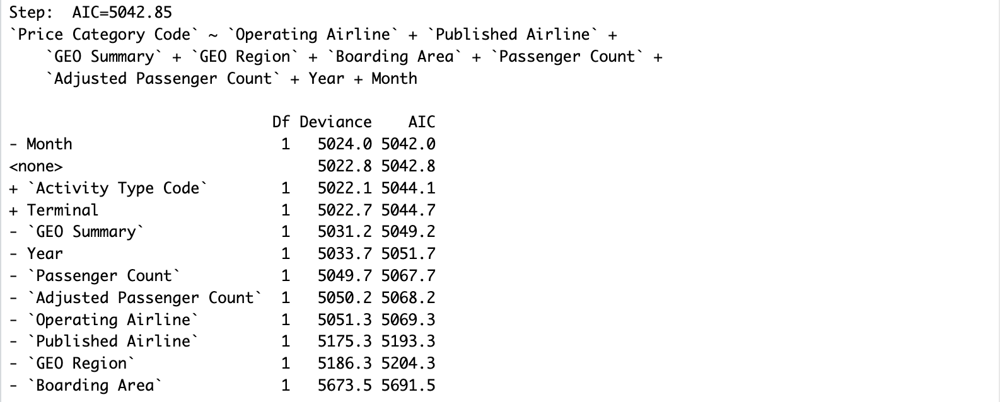 Step:  AIC=5042.85
`Price Category Code` ~ `Operating Airline` + `Published Airline` +
    `GEO Summary` + `GEO Region` + `Boarding Area` + `Passenger Count` +
    `Adjusted Passenger Count` + Year + Month

                             Df Deviance    AIC
- Month                       1   5024.0 5042.0
<none>                            5022.8 5042.8
+ `Activity Type Code`        1   5022.1 5044.1
+ Terminal                    1   5022.7 5044.7
- `GEO Summary`               1   5031.2 5049.2
- Year                        1   5033.7 5051.7
- `Passenger Count`           1   5049.7 5067.7
- `Adjusted Passenger Count`  1   5050.2 5068.2
- `Operating Airline`         1   5051.3 5069.3
- `Published Airline`         1   5175.3 5193.3
- `GEO Region`                1   5186.3 5204.3
- `Boarding Area`             1   5673.5 5691.5